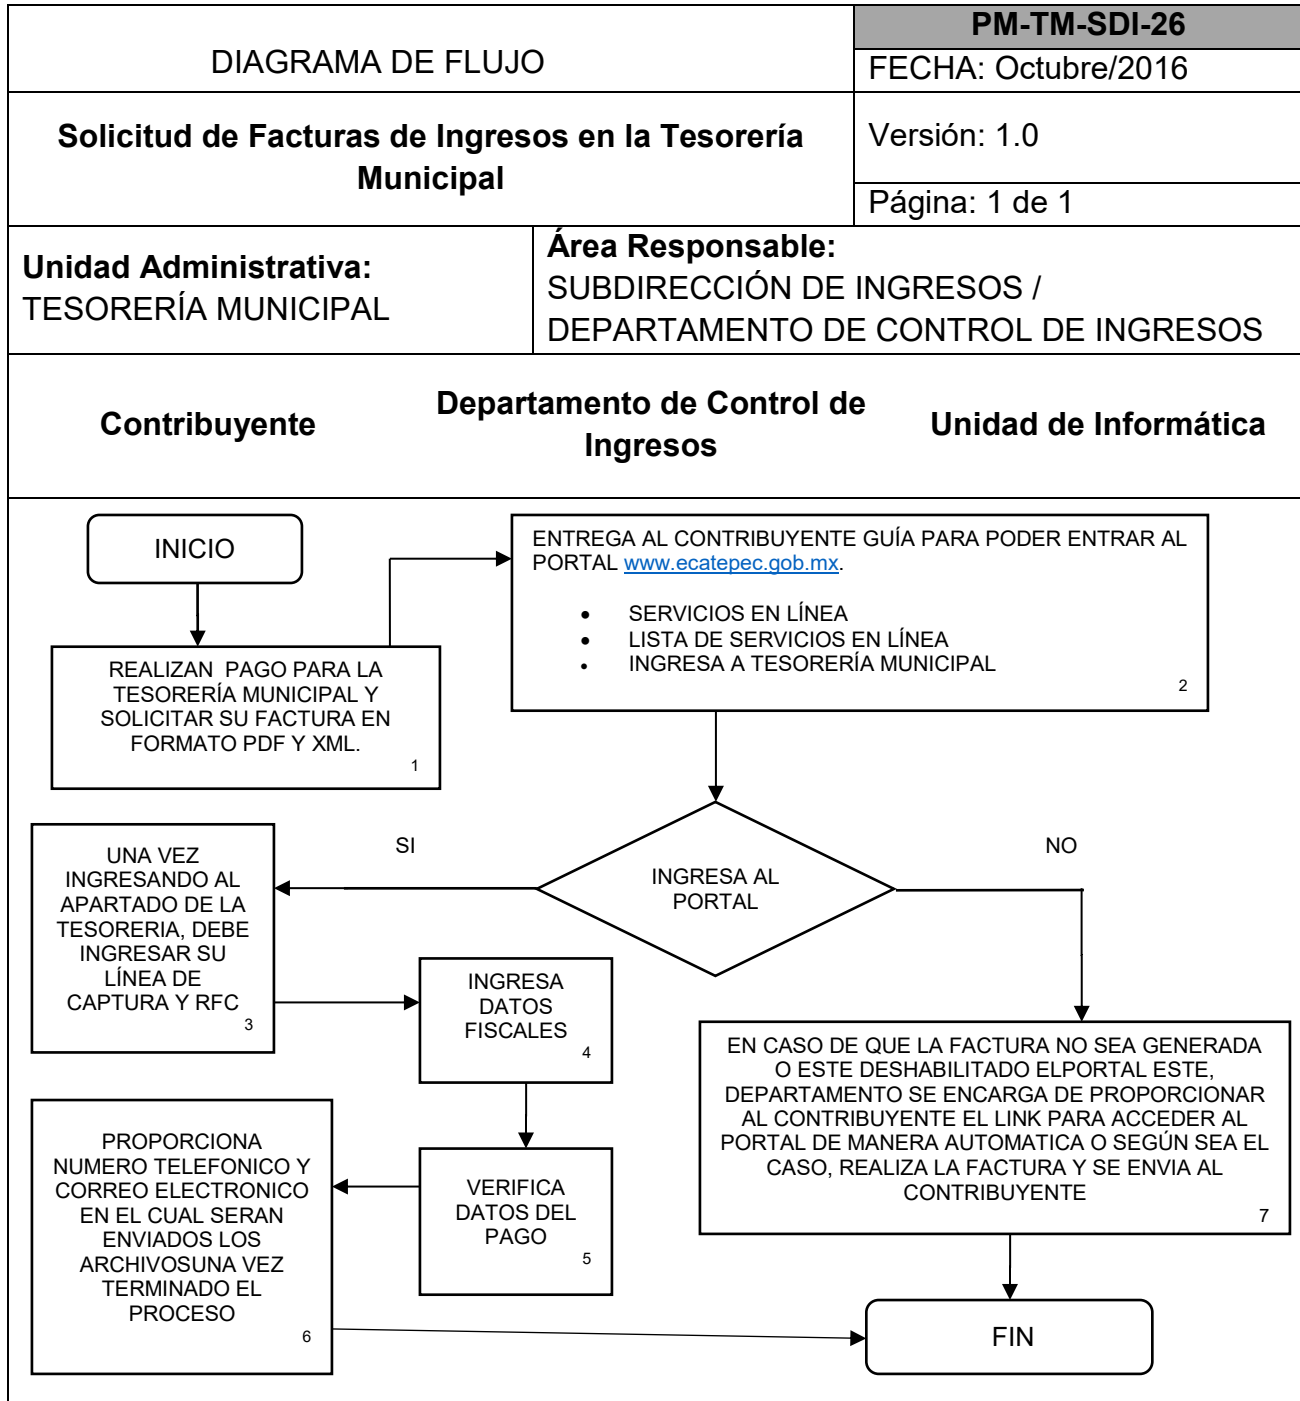 DIAGRAMA DE FLUJO
PM-TM-SDI-26
FECHA: Octubre/2016
Solicitud de Facturas de Ingresos en la Tesorería
Municipal
Versión: 1.0
Página: 1 de 1
Unidad Administrativa:
TESORERÍA MUNICIPAL
Área Responsable:
SUBDIRECCIÓN DE INGRESOS /
DEPARTAMENTO DE CONTROL DE INGRESOS
Contribuyente
Departamento de Control de
Ingresos
Unidad de Informática
INICIO
REALIZAN PAGO PARA LA
TESORERÍA MUNICIPAL Y
SOLICITAR SU FACTURA EN
FORMATO PDF Y XML.
1
ENTREGA AL CONTRIBUYENTE GUÍA PARA PODER ENTRAR AL
PORTAL www.ecatepec.gob.mx.
• SERVICIOS EN LÍNEA
• LISTA DE SERVICIOS EN LÍNEA
• INGRESA A TESORERÍA MUNICIPAL
2
INGRESA AL
PORTAL
SI
NO
UNA VEZ
INGRESANDO AL
APARTADO DE LA
TESORERIA, DEBE
INGRESAR SU
LÍNEA DE
CAPTURA Y RFC
3
INGRESA
DATOS
FISCALES
4
VERIFICA
DATOS DEL
PAGO
5
PROPORCIONA
NUMERO TELEFONICO Y
CORREO ELECTRONICO
EN EL CUAL SERAN
ENVIADOS LOS
ARCHIVOSUNA VEZ
TERMINADO EL
PROCESO
6
EN CASO DE QUE LA FACTURA NO SEA GENERADA
O ESTE DESHABILITADO ELPORTAL ESTE,
DEPARTAMENTO SE ENCARGA DE PROPORCIONAR
AL CONTRIBUYENTE EL LINK PARA ACCEDER AL
PORTAL DE MANERA AUTOMATICA O SEGÚN SEA EL
CASO, REALIZA LA FACTURA Y SE ENVIA AL
CONTRIBUYENTE
7
FIN